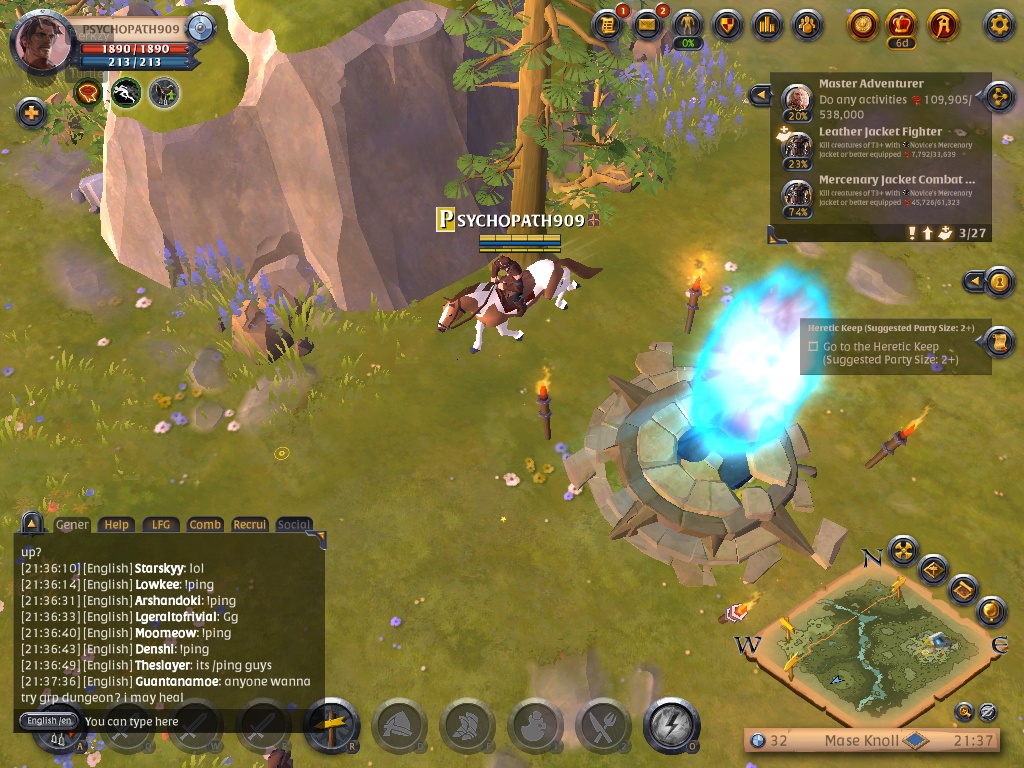 PSYCHOPATH909
1890 / 1890
213 / 213
1
2
0%
6d
Master Adventurer
Do any activities 109,905/
538,000
20%
Leather Jacket Fighter
Kill creatures of T3+ with Novice's Mercenary
Jacket or better equipped 7,792/33,639
23%
Mercenary Jacket Combat ...
Kill creatures of T3+ with Novice's Mercenary
Jacket or better equipped 45,726/61,323
74%
3/27
PSYCHOPATH909
Heretic Keep (Suggested Party Size: 2+)
Go to the Heretic Keep
(Suggested Party Size: 2+)
Gener Help LFG Comb Recrui Social
up?
[21:36:10] [English] Starskyy: lol
[21:36:14] [English] Lowkee: !ping
[21:36:31] [English] Arshandoki: !ping
[21:36:33] [English] Lgeraltofrivial: Gg
[21:36:40] [English] Moomeow: !ping
[21:36:43] [English] Denshi: !ping
[21:36:49] [English] Theslayer: its /ping guys
[21:37:36] [English] Guantanamoe: anyone wanna
try grp dungeon? i may heal
English /en You can type here
A Q W E R D F 2 O
N
W
E
32 Mase Knoll 21:37